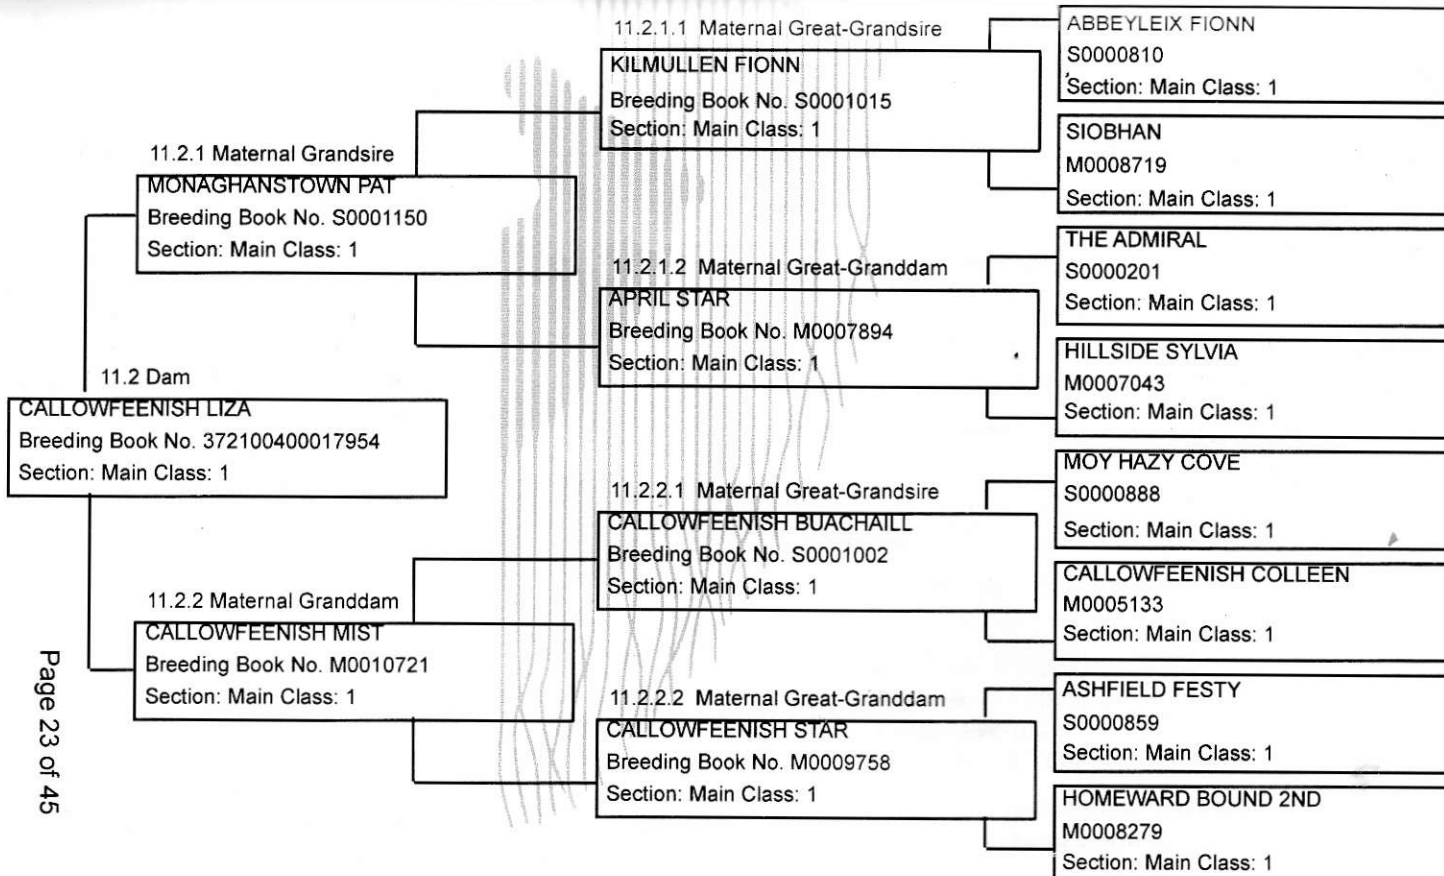 11.2 Dam
CALLOWFEENISH LIZA
Breeding Book No. 372100400017954
Section: Main Class: 1
11.2.1 Maternal Grandsire
MONAGHANSTOWN PAT
Breeding Book No. S0001150
Section: Main Class: 1
11.2.2 Maternal Granddam
CALLOWFEENISH MIST
Breeding Book No. M0010721
Section: Main Class: 1
11.2.1.1 Maternal Great-Grandsire
KILMULLEN FIONN
Breeding Book No. S0001015
Section: Main Class: 1
11.2.1.2 Maternal Great-Granddam
APRIL STAR
Breeding Book No. M0007894
Section: Main Class: 1
11.2.2.1 Maternal Great-Grandsire
CALLOWFEENISH BUACHAILL
Breeding Book No. S0001002
Section: Main Class: 1
11.2.2.2 Maternal Great-Granddam
CALLOWFEENISH STAR
Breeding Book No. M0009758
Section: Main Class: 1
ABBEYLEIX FIONN
S0000810
Section: Main Class: 1
SIOBHAN
M0008719
Section: Main Class: 1
THE ADMIRAL
S0000201
Section: Main Class: 1
HILLSIDE SYLVIA
M0007043
Section: Main Class: 1
MOY HAZY COVE
S0000888
Section: Main Class: 1
CALLOWFEENISH COLLEEN
M0005133
Section: Main Class: 1
ASHFIELD FESTY
S0000859
Section: Main Class: 1
HOMEWARD BOUND 2ND
M0008279
Section: Main Class: 1
Page 23 of 45